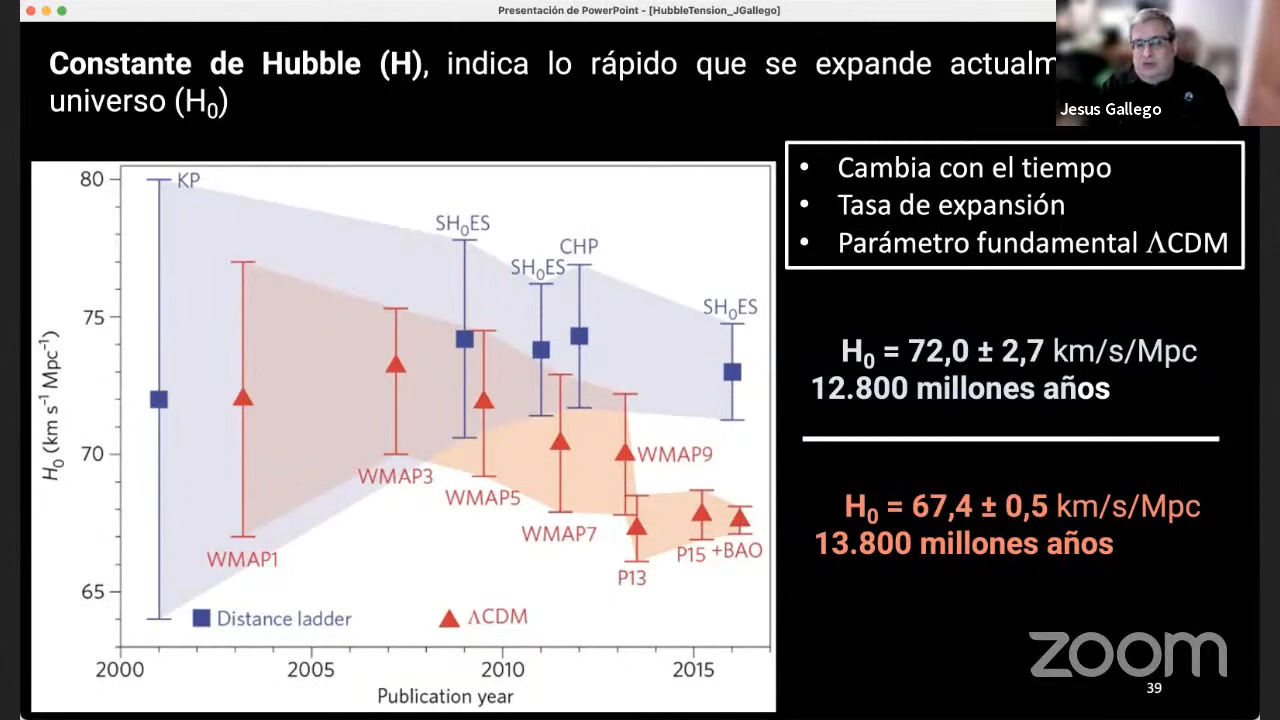 Presentación de PowerPoint - [HubbleTension_JGallego]
Constante de Hubble (H), indica lo rápido que se expande actualm
universo (H₀)
Jesus Gallego
• Cambia con el tiempo
• Tasa de expansión
• Parámetro fundamental ΛCDM
80
75
70
65
H₀ (km s⁻¹ Mpc⁻¹)
KP
SH₀ES
SH₀ES
CHP
SH₀ES
WMAP1
WMAP3
WMAP5
WMAP7
WMAP9
P13
P15
+BAO
Distance ladder
ΛCDM
2000
2005
2010
2015
Publication year
H₀ = 72,0 ± 2,7 km/s/Mpc
12.800 millones años
H₀ = 67,4 ± 0,5 km/s/Mpc
13.800 millones años
zoom
39